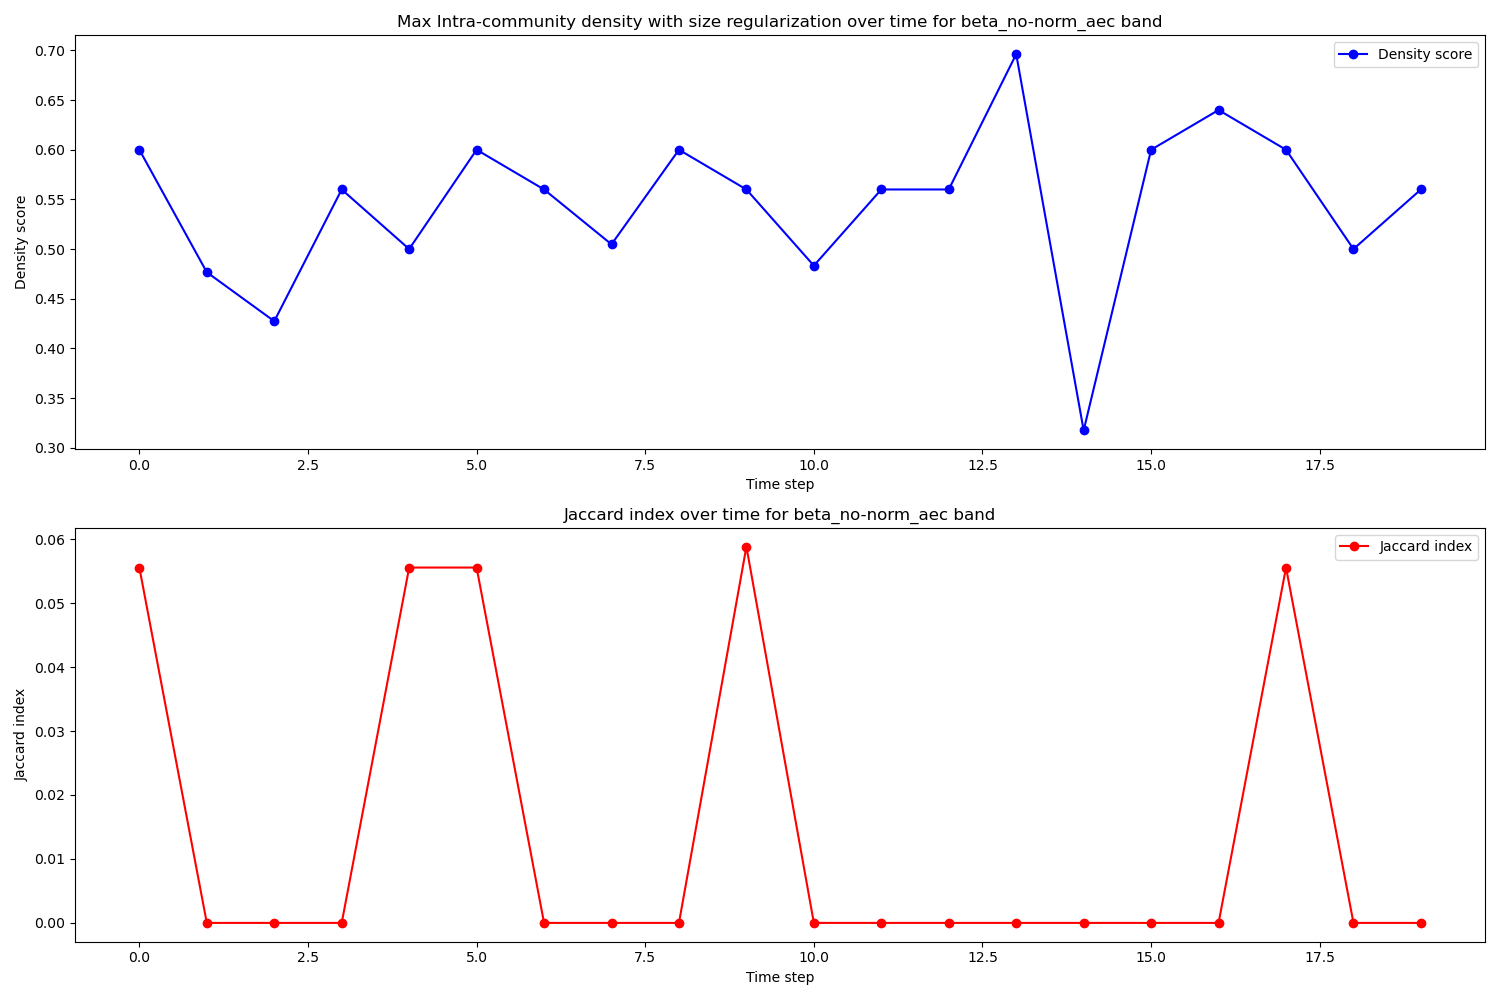 Max Intra-community density with size regularization over time for beta_no-norm_aec band
Density score
0.70
0.65
0.60
0.55
0.50
0.45
0.40
0.35
0.30
Density score
0.0 2.5 5.0 7.5 10.0 12.5 15.0 17.5
Time step
Jaccard index over time for beta_no-norm_aec band
Jaccard index
0.06
0.05
0.04
0.03
0.02
0.01
0.00
Jaccard index
0.0 2.5 5.0 7.5 10.0 12.5 15.0 17.5
Time step